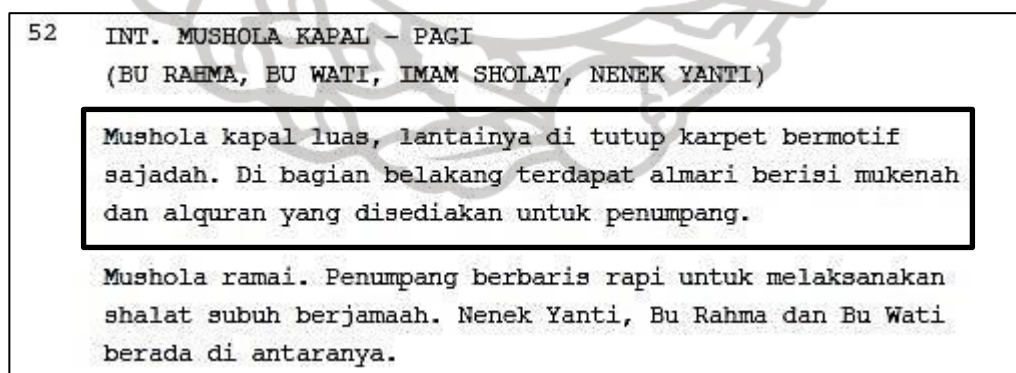 52 INT. MUSHOLA KAPAL – PAGI
(BU RAHMA, BU WATI, IMAM SHOLAT, NENEK YANTI)
Mushola kapal luas, lantainya di tutup karpet bermotif
sajadah. Di bagian belakang terdapat almari berisi mukenah
dan alquran yang disediakan untuk penumpang.
Mushola ramai. Penumpang berbaris rapi untuk melaksanakan
shalat subuh berjamaah. Nenek Yanti, Bu Rahma dan Bu Wati
berada di antaranya.